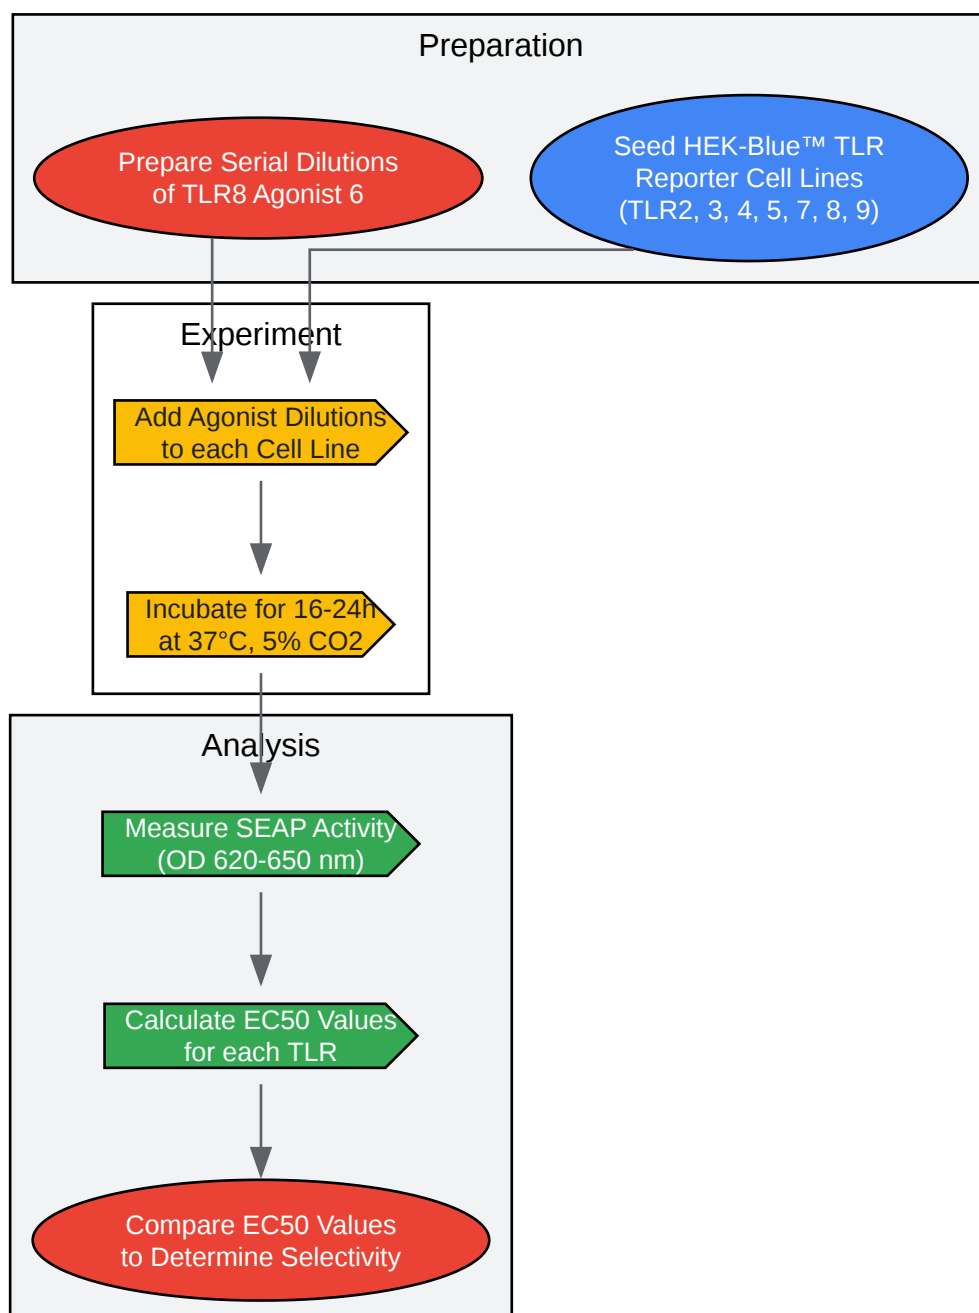 Preparation
Prepare Serial Dilutions
of TLR8 Agonist 6
Seed HEK-Blue™ TLR
Reporter Cell Lines
(TLR2, 3, 4, 5, 7, 8, 9)
Experiment
Add Agonist Dilutions
to each Cell Line
Incubate for 16-24h
at 37°C, 5% CO2
Analysis
Measure SEAP Activity
(OD 620-650 nm)
Calculate EC50 Values
for each TLR
Compare EC50 Values
to Determine Selectivity